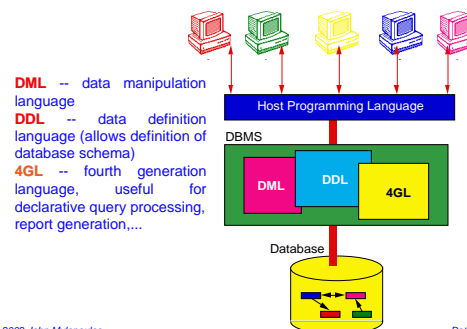 DML -- data manipulation
language
DDL -- data definition
language (allows definition of
database schema)
4GL -- fourth generation
language, useful for
declarative query processing,
report generation,...
Host Programming Language
DBMS
DML
DDL
4GL
Database